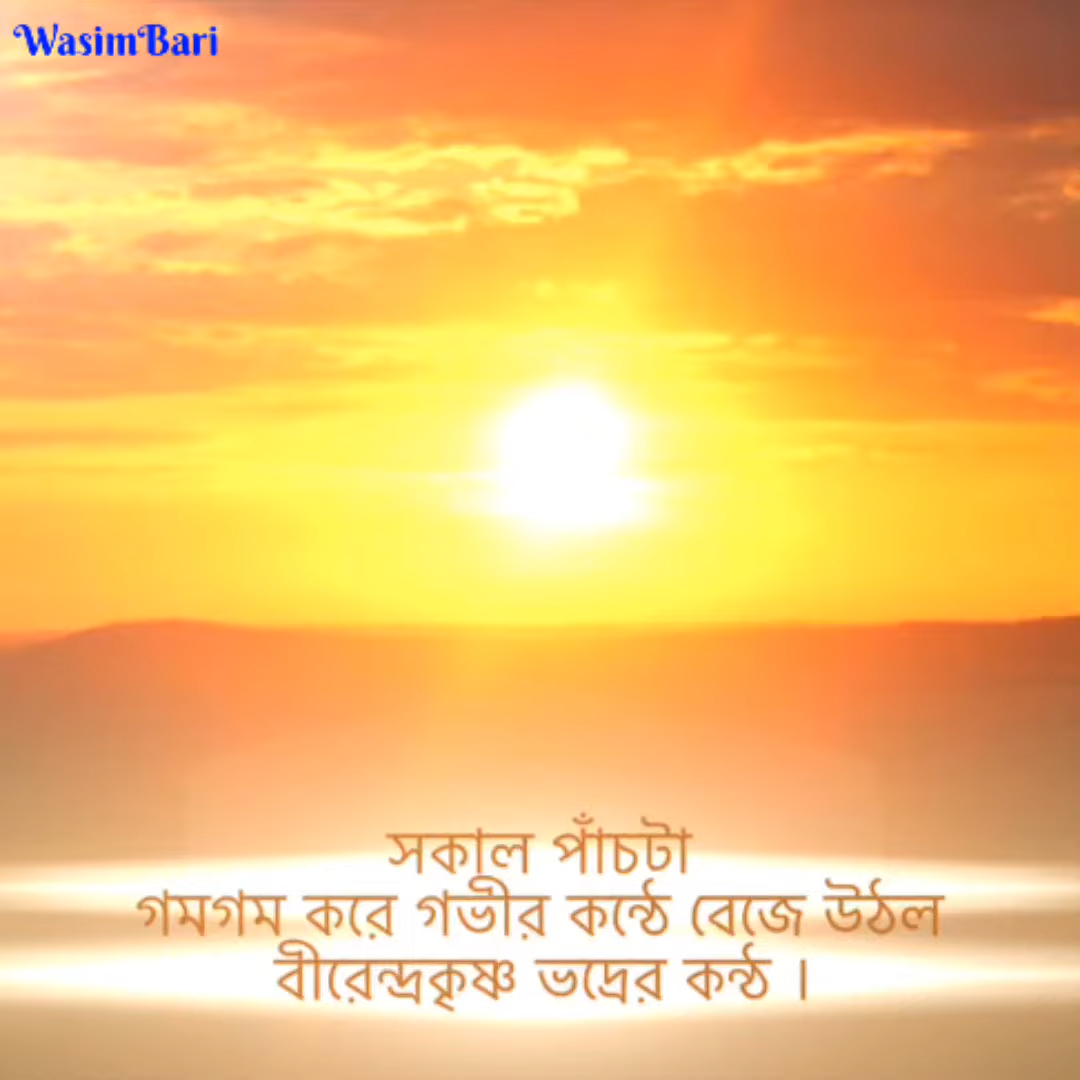 WasimBari
সকাল পাঁচটা
গমগম করে গভীর কন্ঠে বেজে উঠল
বীরেন্দ্রকৃষ্ণ ভদ্রের কন্ঠ ।